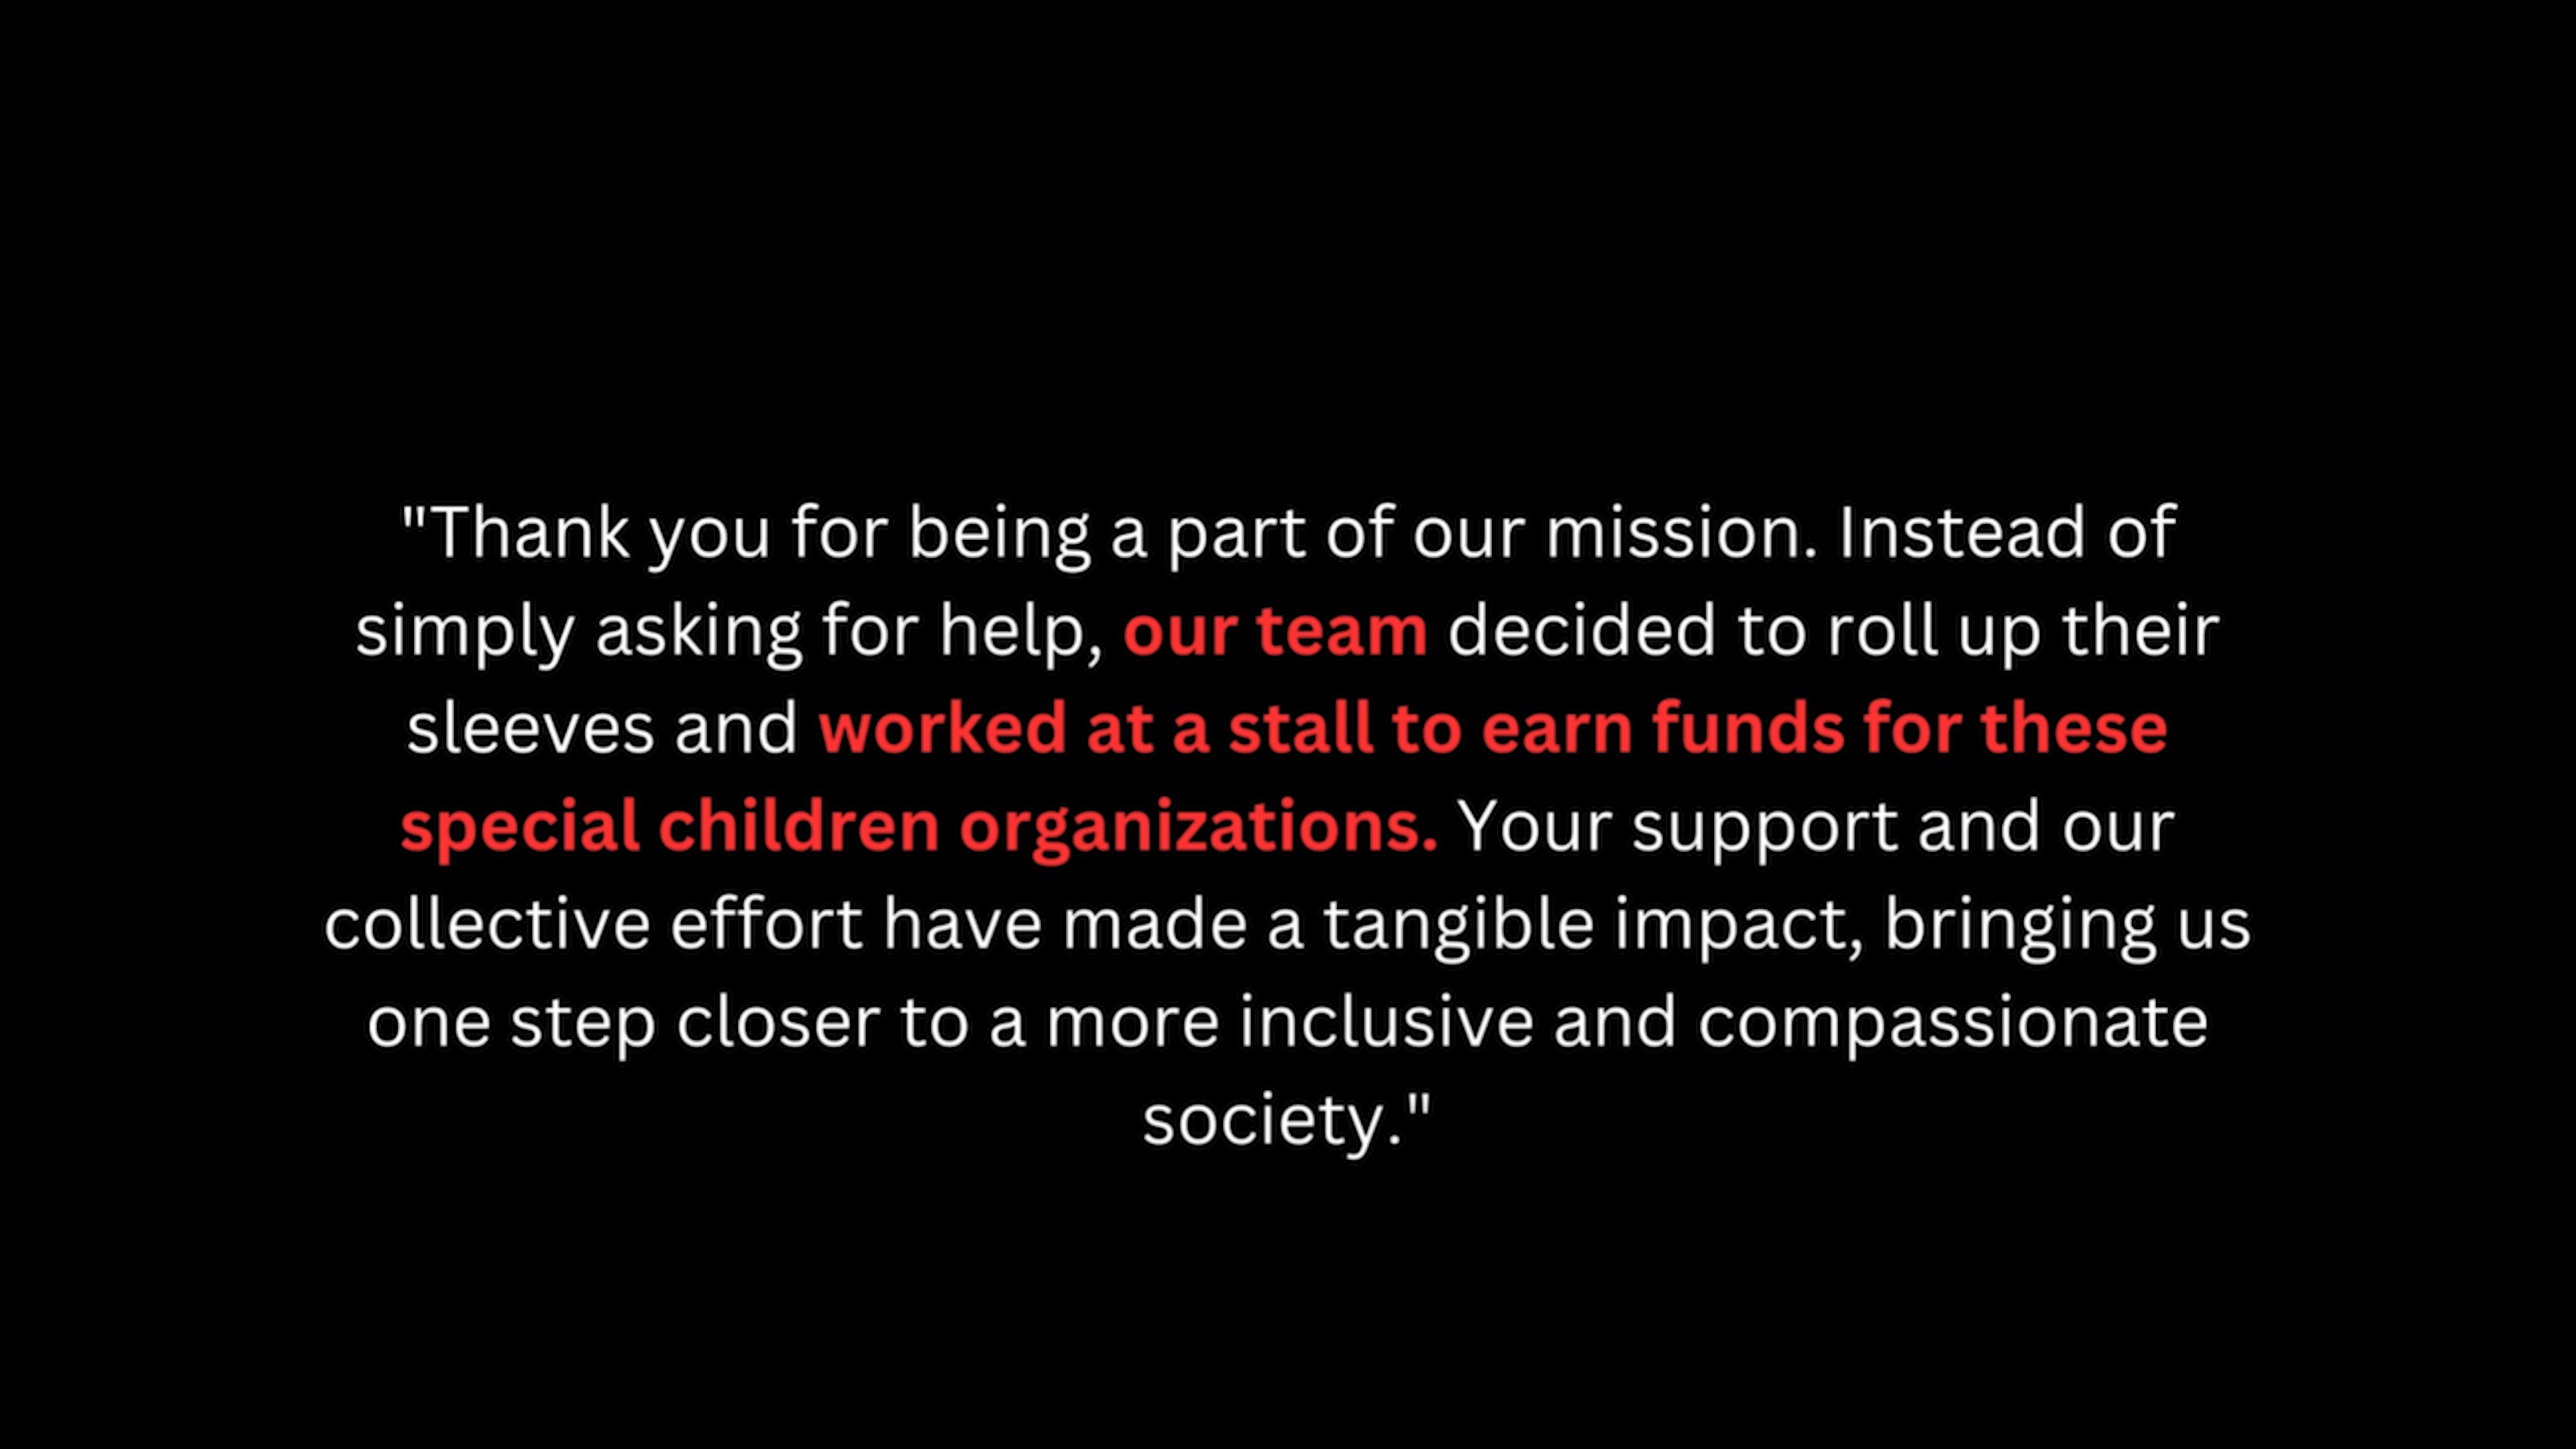 "Thank you for being a part of our mission. Instead of
simply asking for help, our team decided to roll up their
sleeves and worked at a stall to earn funds for these
special children organizations. Your support and our
collective effort have made a tangible impact, bringing us
one step closer to a more inclusive and compassionate
society."